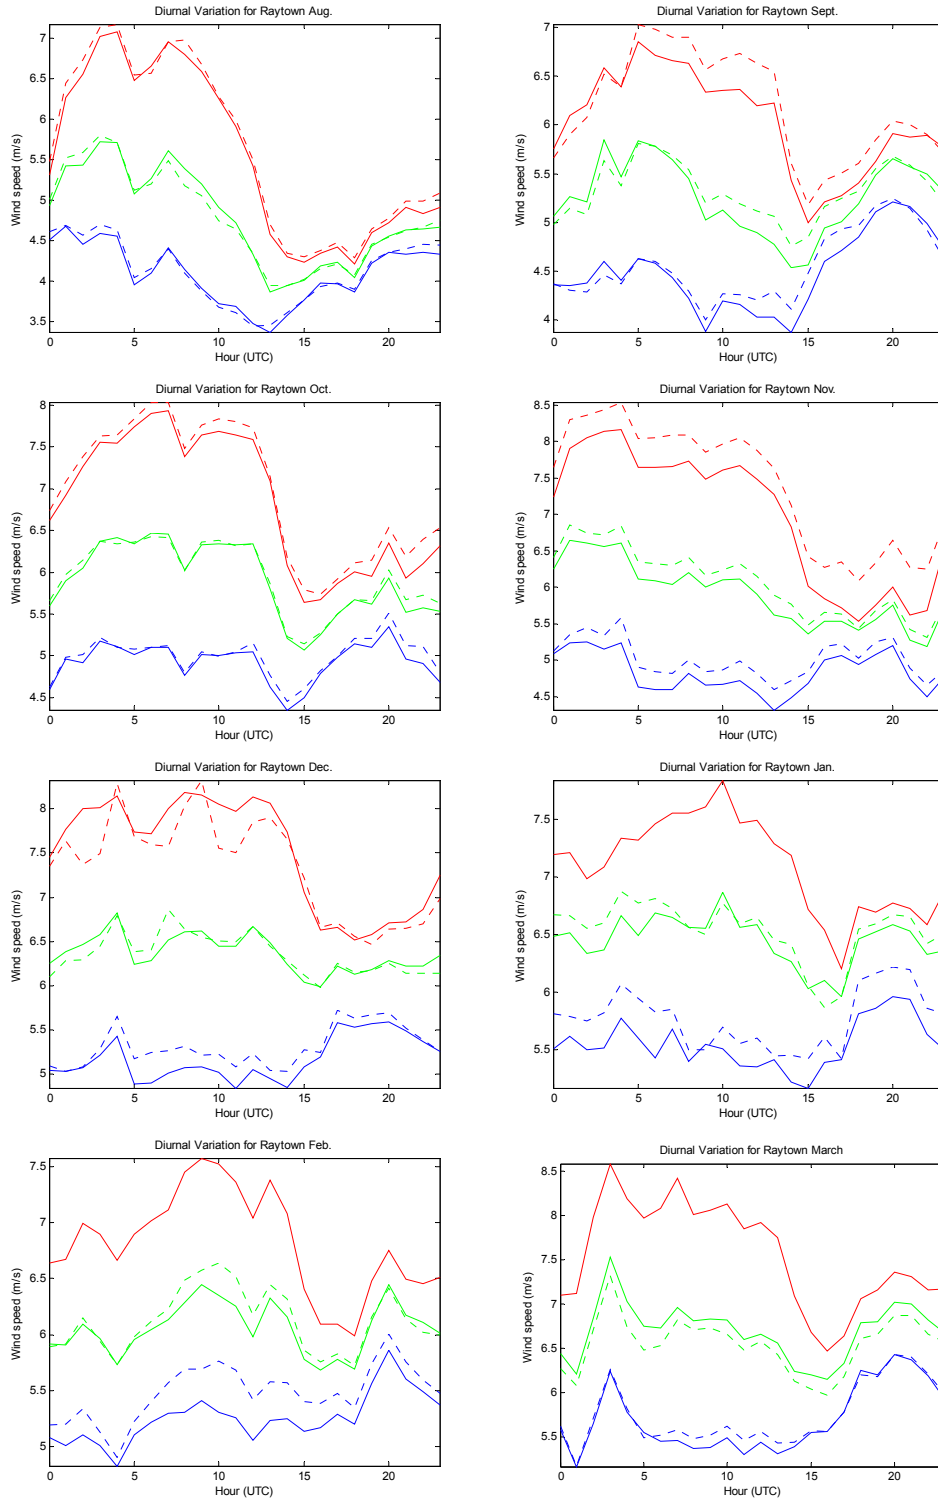 Diurnal Variation for Raytown Aug.
7
6.5
6
5.5
5
4.5
4
3.5
Wind speed (m/s)
0 5 10 15 20
Hour (UTC)
Diurnal Variation for Raytown Sept.
7
6.5
6
5.5
5
4.5
4
Wind speed (m/s)
0 5 10 15 20
Hour (UTC)
Diurnal Variation for Raytown Oct.
8
7.5
7
6.5
6
5.5
5
4.5
Wind speed (m/s)
0 5 10 15 20
Hour (UTC)
Diurnal Variation for Raytown Nov.
8.5
8
7.5
7
6.5
6
5.5
5
4.5
Wind speed (m/s)
0 5 10 15 20
Hour (UTC)
Diurnal Variation for Raytown Dec.
8
7.5
7
6.5
6
5.5
5
Wind speed (m/s)
0 5 10 15 20
Hour (UTC)
Diurnal Variation for Raytown Jan.
7.5
7
6.5
6
5.5
Wind speed (m/s)
0 5 10 15 20
Hour (UTC)
Diurnal Variation for Raytown Feb.
7.5
7
6.5
6
5.5
5
Wind speed (m/s)
0 5 10 15 20
Hour (UTC)
Diurnal Variation for Raytown March
8.5
8
7.5
7
6.5
6
5.5
Wind speed (m/s)
0 5 10 15 20
Hour (UTC)